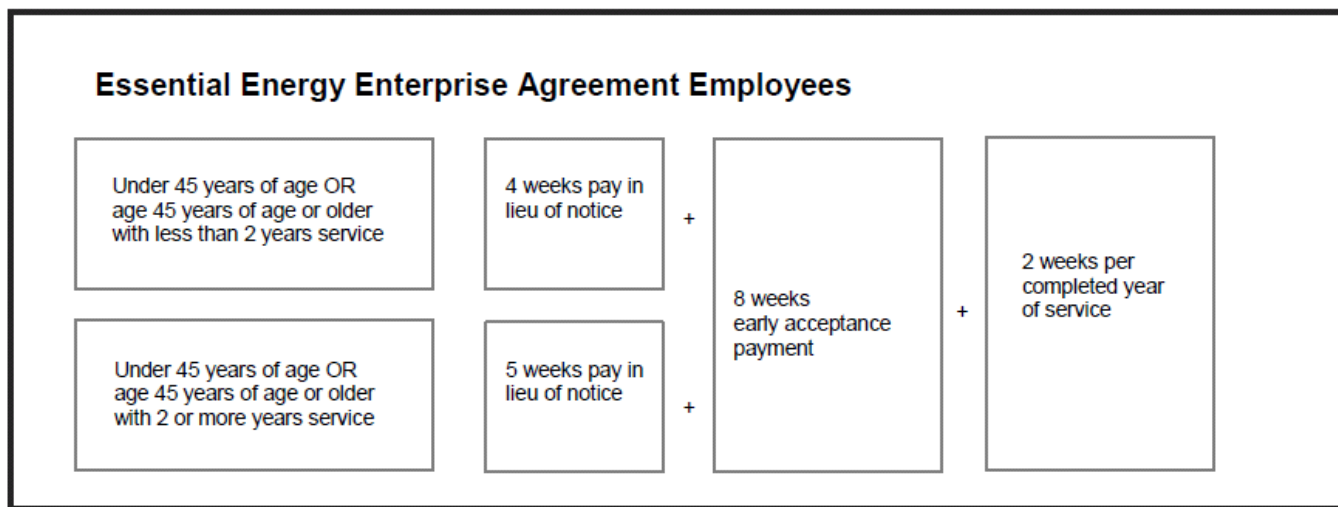 Essential Energy Enterprise Agreement Employees
Under 45 years of age OR
age 45 years of age or older
with less than 2 years service
4 weeks pay in
lieu of notice
+
Under 45 years of age OR
age 45 years of age or older
with 2 or more years service
5 weeks pay in
lieu of notice
+
8 weeks
early acceptance
payment
+
2 weeks per
completed year
of service